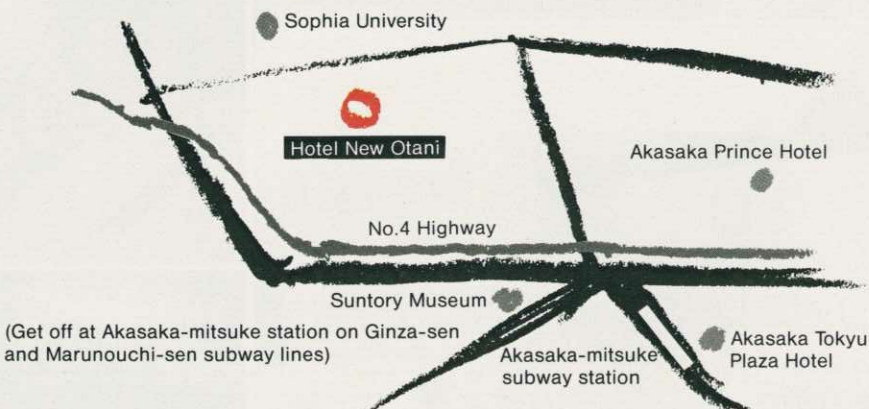 Sophia University
Hotel New Otani
Akasaka Prince Hotel
No.4 Highway
Suntory Museum
(Get off at Akasaka-mitsuke station on Ginza-sen
and Marunouchi-sen subway lines)
Akasaka-mitsuke
subway station
Akasaka Tokyu
Plaza Hotel